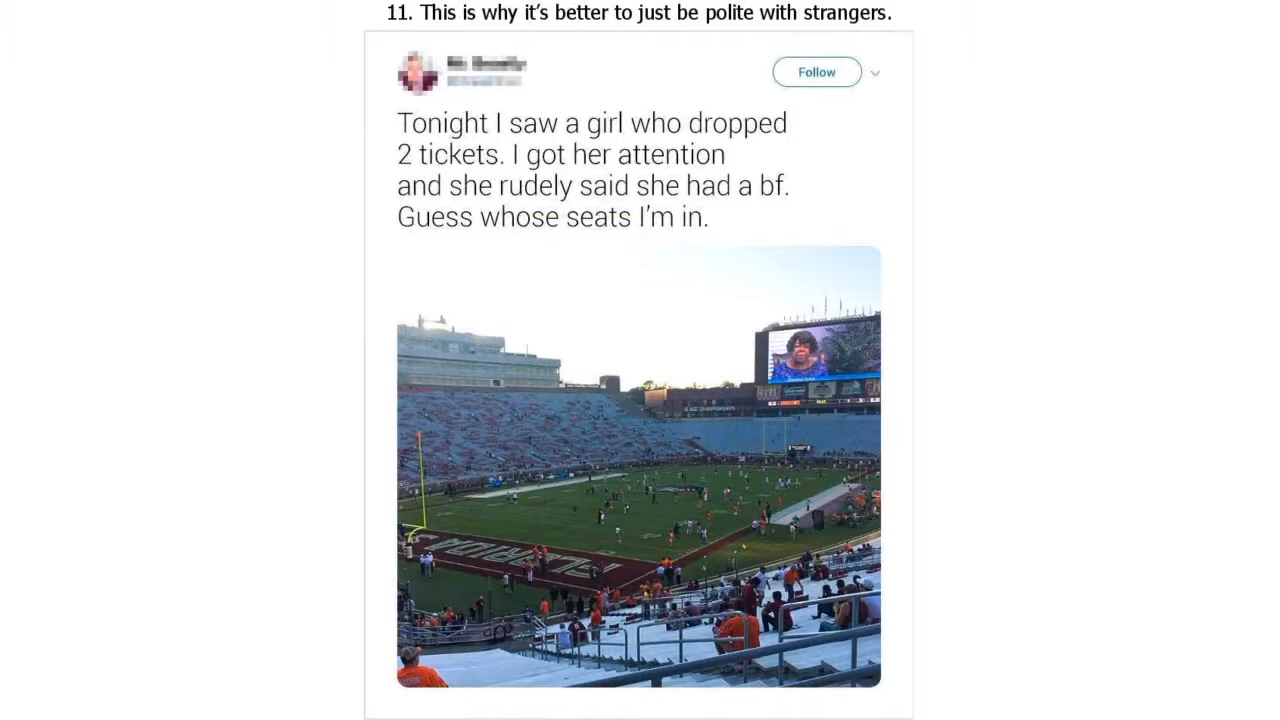 11. This is why it's better to just be polite with strangers.
Follow
Tonight I saw a girl who dropped
2 tickets. I got her attention
and she rudely said she had a bf.
Guess whose seats I'm in.
FLORIDA S